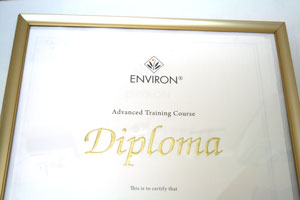 ENVIRON®
Advanced Training Course
Diploma
This is to certify that